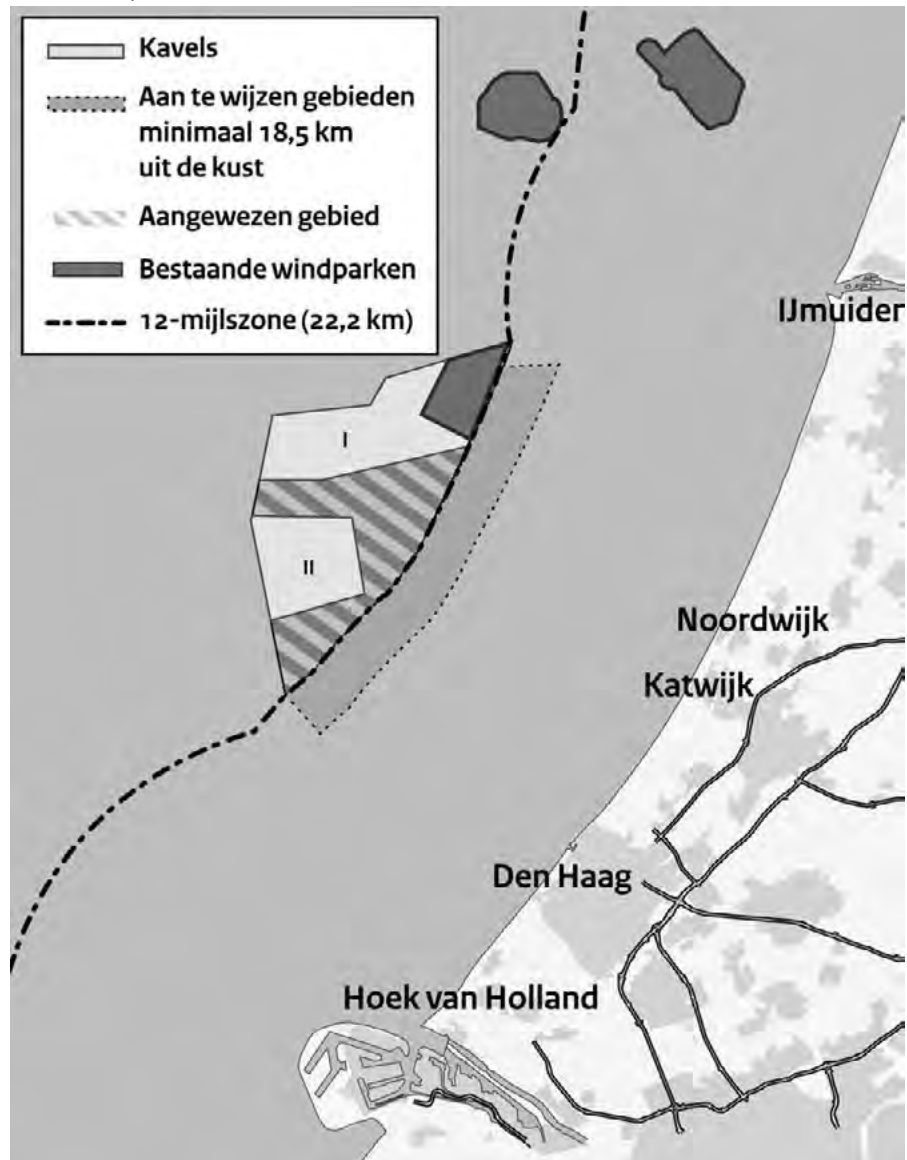 Kavels
Aan te wijzen gebieden
minimaal 18,5 km
uit de kust
Aangewezen gebied
Bestaande windparken
12-mijlszone (22,2 km)
IJmuiden
I
II
Noordwijk
Katwijk
Den Haag
Hoek van Holland